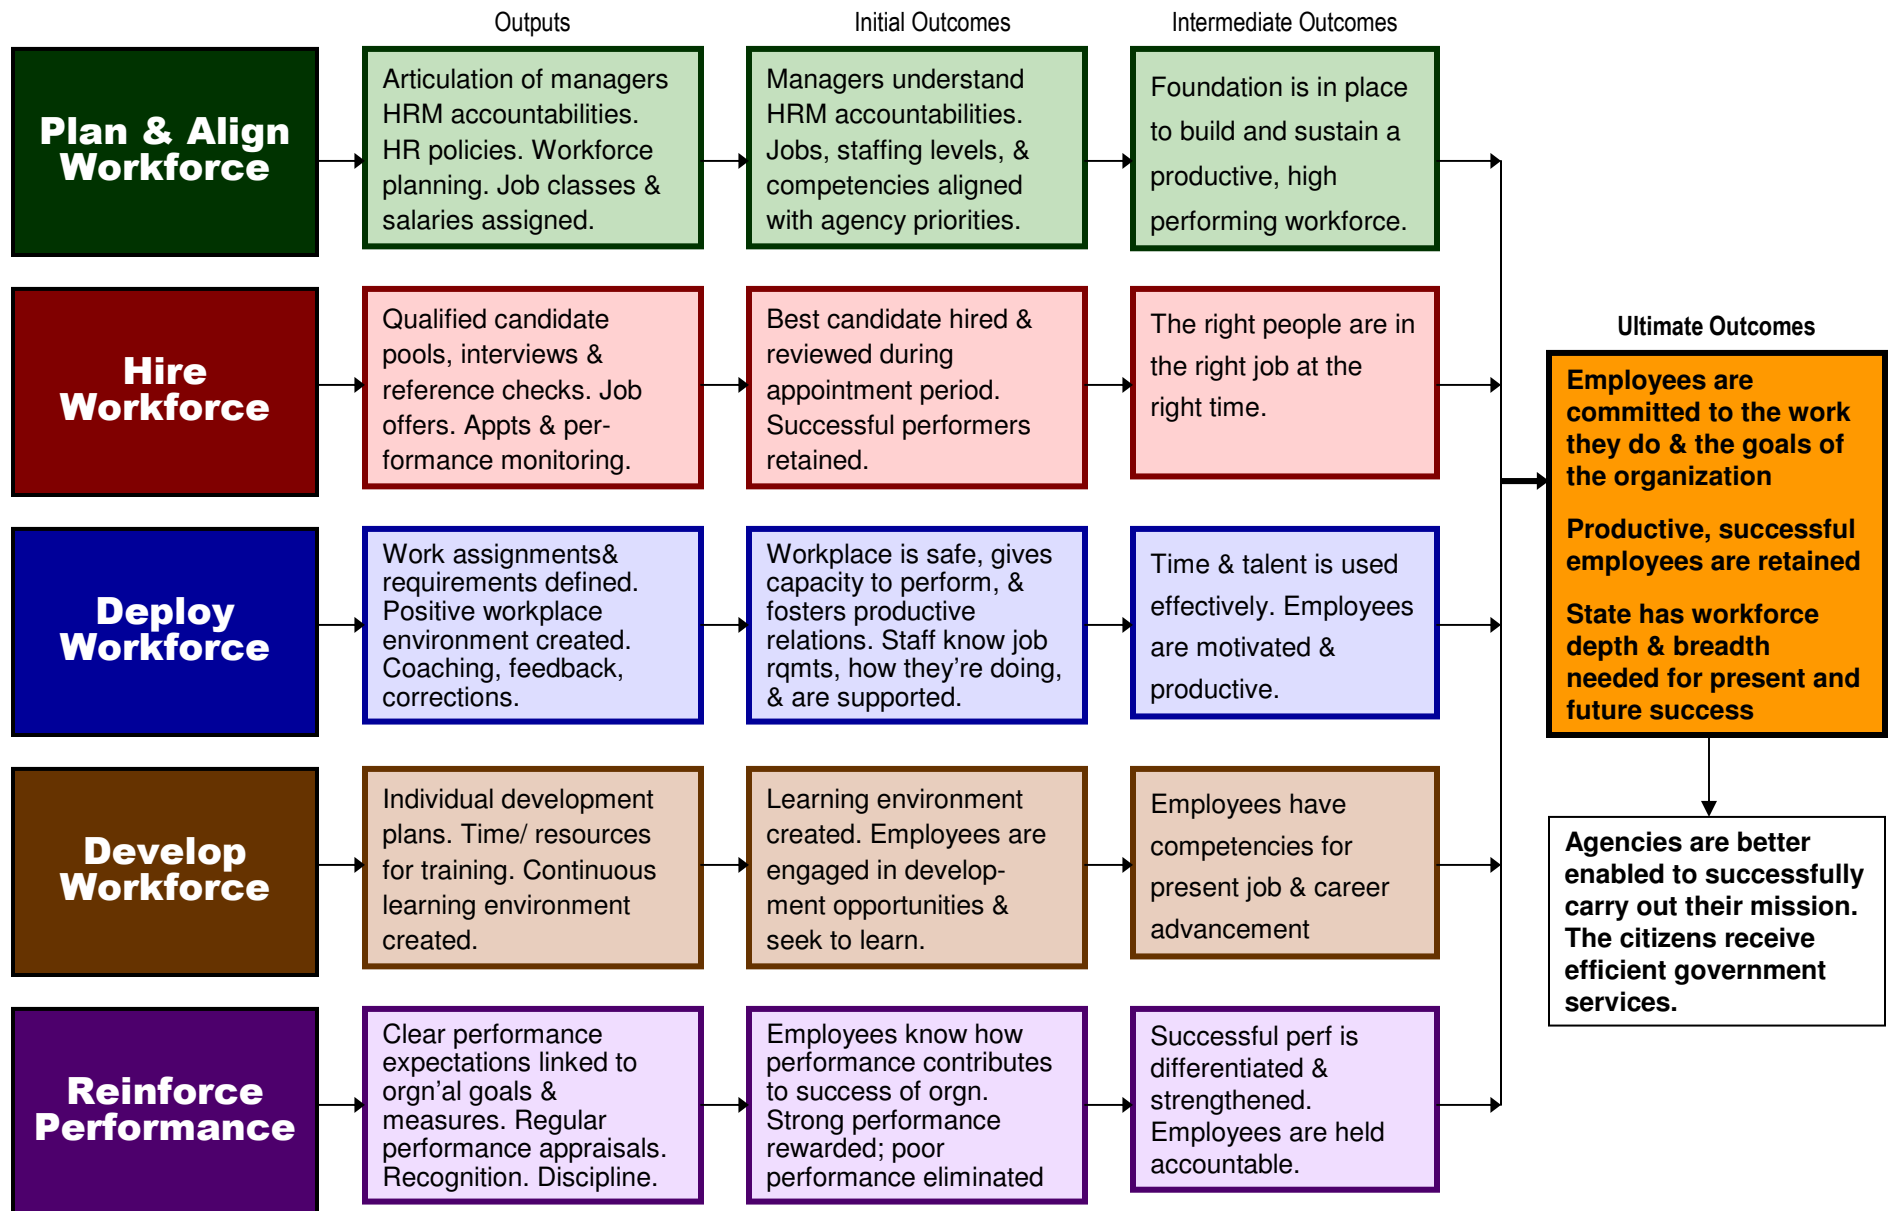 Outputs
Initial Outcomes
Intermediate Outcomes
Plan & Align
Workforce
Articulation of managers
HRM accountabilities.
HR policies. Workforce
planning. Job classes &
salaries assigned.
Managers understand
HRM accountabilities.
Jobs, staffing levels, &
competencies aligned
with agency priorities.
Foundation is in place
to build and sustain a
productive, high
performing workforce.
Hire
Workforce
Qualified candidate
pools, interviews &
reference checks. Job
offers. Appts & per-
formance monitoring.
Best candidate hired &
reviewed during
appointment period.
Successful performers
retained.
The right people are in
the right job at the
right time.
Deploy
Workforce
Work assignments&
requirements defined.
Positive workplace
environment created.
Coaching, feedback,
corrections.
Workplace is safe, gives
capacity to perform, &
fosters productive
relations. Staff know job
rqmts, how they’re doing,
& are supported.
Time & talent is used
effectively. Employees
are motivated &
productive.
Develop
Workforce
Individual development
plans. Time/ resources
for training. Continuous
learning environment
created.
Learning environment
created. Employees are
engaged in develop-
ment opportunities &
seek to learn.
Employees have
competencies for
present job & career
advancement
Reinforce
Performance
Clear performance
expectations linked to
orgn’al goals &
measures. Regular
performance appraisals.
Recognition. Discipline.
Employees know how
performance contributes
to success of orgn.
Strong performance
rewarded; poor
performance eliminated
Successful perf is
differentiated &
strengthened.
Employees are held
accountable.
Ultimate Outcomes
Employees are
committed to the work
they do & the goals of
the organization
Productive, successful
employees are retained
State has workforce
depth & breadth
needed for present and
future success
Agencies are better
enabled to successfully
carry out their mission.
The citizens receive
efficient government
services.